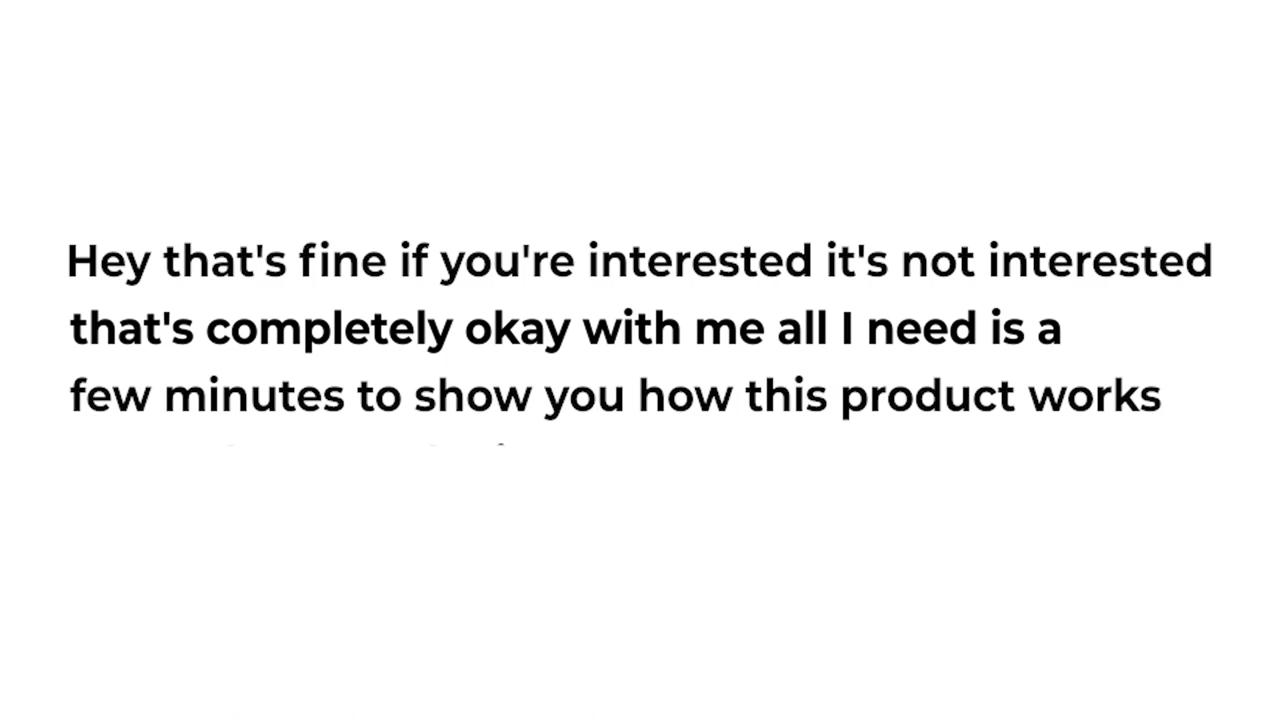 Hey that's fine if you're interested it's not interested
that's completely okay with me all I need is a
few minutes to show you how this product works